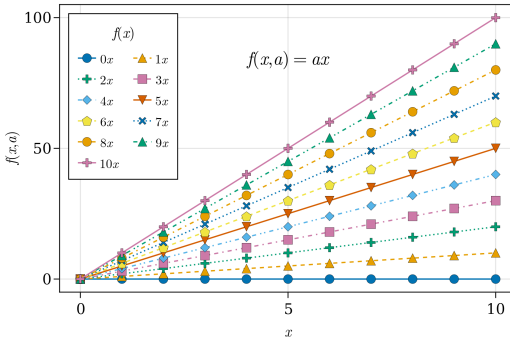 f(x)
0x 1x
2x 3x
4x 5x
6x 7x
8x 9x
10x
f(x,a) = ax
f(x,a)
100
50
0
0 5 10
x